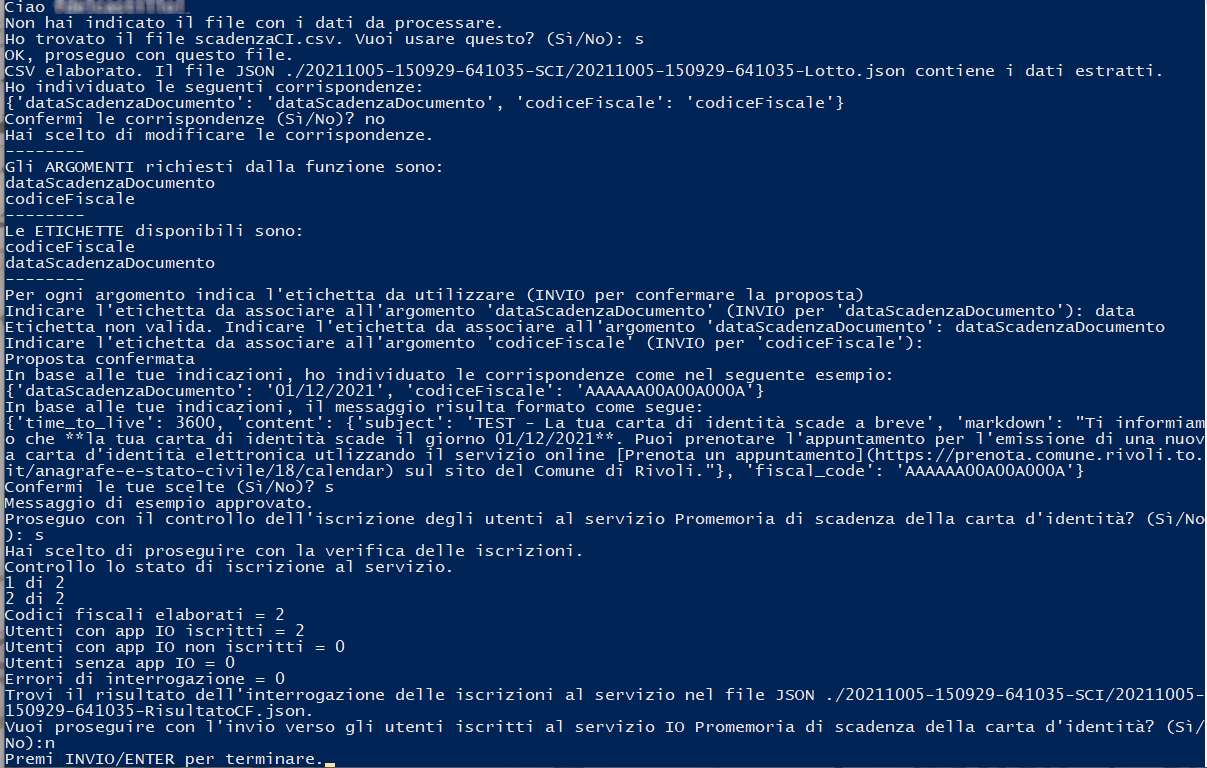 Ciao
Non hai indicato il file con i dati da processare.
Ho trovato il file scadenzaCI.csv. Vuoi usare questo? (Sì/No): s
OK, proseguo con questo file.
CSV elaborato. Il file JSON ./20211005-150929-641035-SCI/20211005-150929-641035-Lotto.json contiene i dati estratti.
Ho individuato le seguenti corrispondenze:
{'dataScadenzaDocumento': 'dataScadenzaDocumento', 'codiceFiscale': 'codiceFiscale'}
Confermi le corrispondenze (Sì/No)? no
Hai scelto di modificare le corrispondenze.
--------
Gli ARGOMENTI richiesti dalla funzione sono:
dataScadenzaDocumento
codiceFiscale
--------
Le ETICHETTE disponibili sono:
codiceFiscale
dataScadenzaDocumento
--------
Per ogni argomento indica l'etichetta da utilizzare (INVIO per confermare la proposta)
Indicare l'etichetta da associare all'argomento 'dataScadenzaDocumento' (INVIO per 'dataScadenzaDocumento'): data
Etichetta non valida. Indicare l'etichetta da associare all'argomento 'dataScadenzaDocumento': dataScadenzaDocumento
Indicare l'etichetta da associare all'argomento 'codiceFiscale' (INVIO per 'codiceFiscale'):
Proposta confermata
In base alle tue indicazioni, ho individuato le corrispondenze come nel seguente esempio:
{'dataScadenzaDocumento': '01/12/2021', 'codiceFiscale': 'AAAAAA00A00A000A'}
In base alle tue indicazioni, il messaggio risulta formato come segue:
{'time_to_live': 3600, 'content': {'subject': 'TEST - La tua carta di identità scade a breve', 'markdown': "Ti informiam
o che **la tua carta di identità scade il giorno 01/12/2021**. Puoi prenotare l'appuntamento per l'emissione di una nuov
a carta d'identità elettronica utlizzando il servizio online [Prenota un appuntamento](https://prenota.comune.rivoli.to.
it/anagrafe-e-stato-civile/18/calendar) sul sito del Comune di Rivoli."}, 'fiscal_code': 'AAAAAA00A00A000A'}
Confermi le tue scelte (Sì/No)? s
Messaggio di esempio approvato.
Proseguo con il controllo dell'iscrizione degli utenti al servizio Promemoria di scadenza della carta d'identità? (Sì/No
): s
Hai scelto di proseguire con la verifica delle iscrizioni.
Controllo lo stato di iscrizione al servizio.
1 di 2
2 di 2
Codici fiscali elaborati = 2
Utenti con app IO iscritti = 2
Utenti con app IO non iscritti = 0
Utenti senza app IO = 0
Errori di interrogazione = 0
Trovi il risultato dell'interrogazione delle iscrizioni al servizio nel file JSON ./20211005-150929-641035-SCI/20211005-
150929-641035-RisultatoCF.json.
Vuoi proseguire con l'invio verso gli utenti iscritti al servizio IO Promemoria di scadenza della carta d'identità? (Sì/
No):n
Premi INVIO/ENTER per terminare.